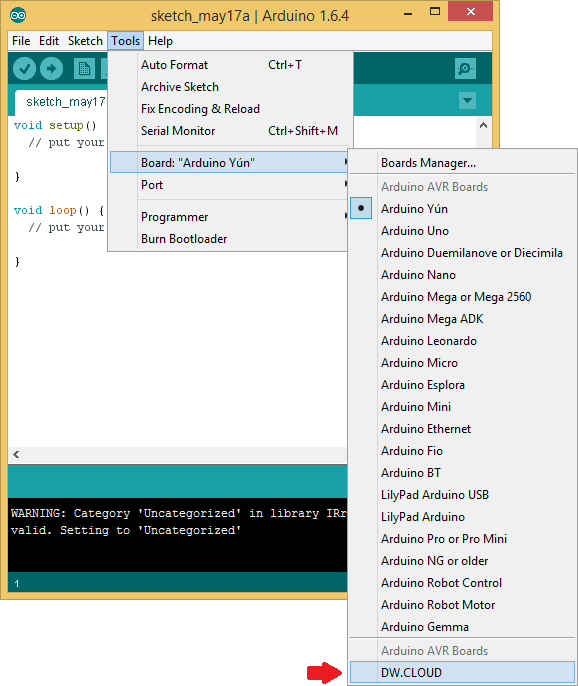 sketch_may17a | Arduino 1.6.4
File Edit Sketch Tools Help
Auto Format Ctrl+T
Archive Sketch
Fix Encoding & Reload
Serial Monitor Ctrl+Shift+M
Board: "Arduino Yún"
Port
Programmer
Burn Bootloader
sketch_may17
void setup()
// put your
}
void loop() {
// put your
}
Boards Manager...
Arduino AVR Boards
Arduino Yún
Arduino Uno
Arduino Duemilanove or Diecimila
Arduino Nano
Arduino Mega or Mega 2560
Arduino Mega ADK
Arduino Leonardo
Arduino Micro
Arduino Esplora
Arduino Mini
Arduino Ethernet
Arduino Fio
Arduino BT
LilyPad Arduino USB
LilyPad Arduino
Arduino Pro or Pro Mini
Arduino NG or older
Arduino Robot Control
Arduino Robot Motor
Arduino Gemma
Arduino AVR Boards
DW.CLOUD
WARNING: Category 'Uncategorized' in library IRr
valid. Setting to 'Uncategorized'
1